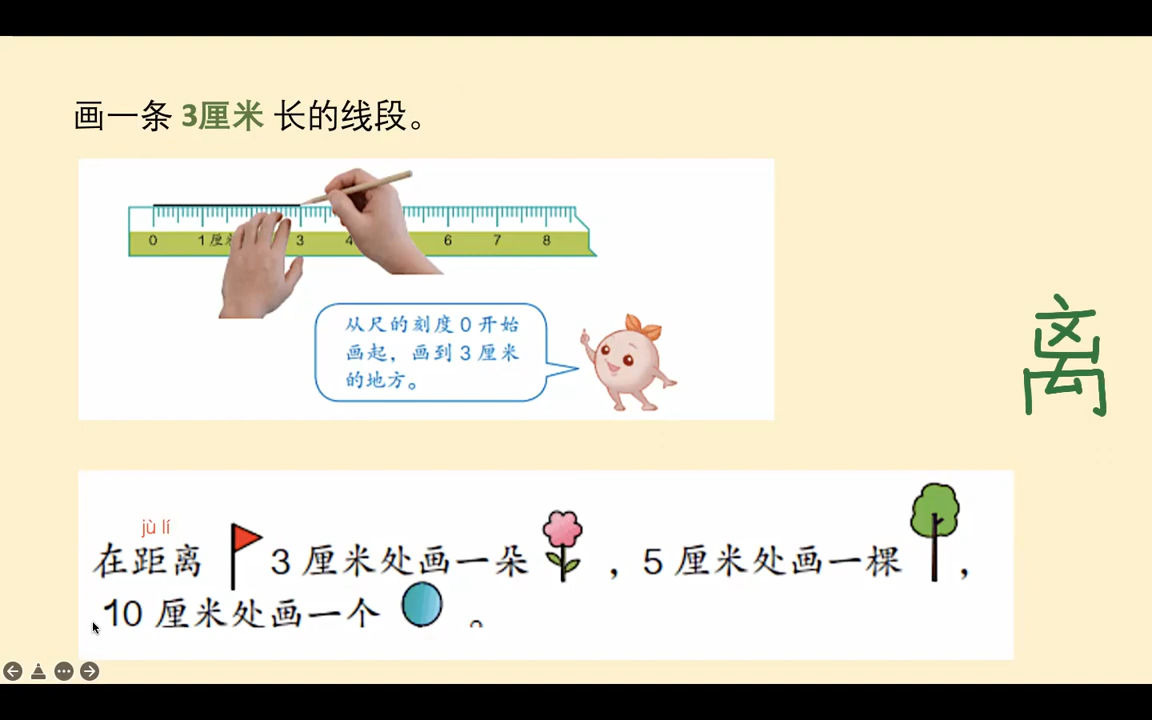 画一条 3厘米 长的线段。
0 1厘米 3 4 6 7 8
从尺的刻度 0 开始
画起，画到 3 厘米
的地方。
离
jù lí
在距离 3 厘米处画一朵 ，5 厘米处画一棵 ，
10 厘米处画一个 。